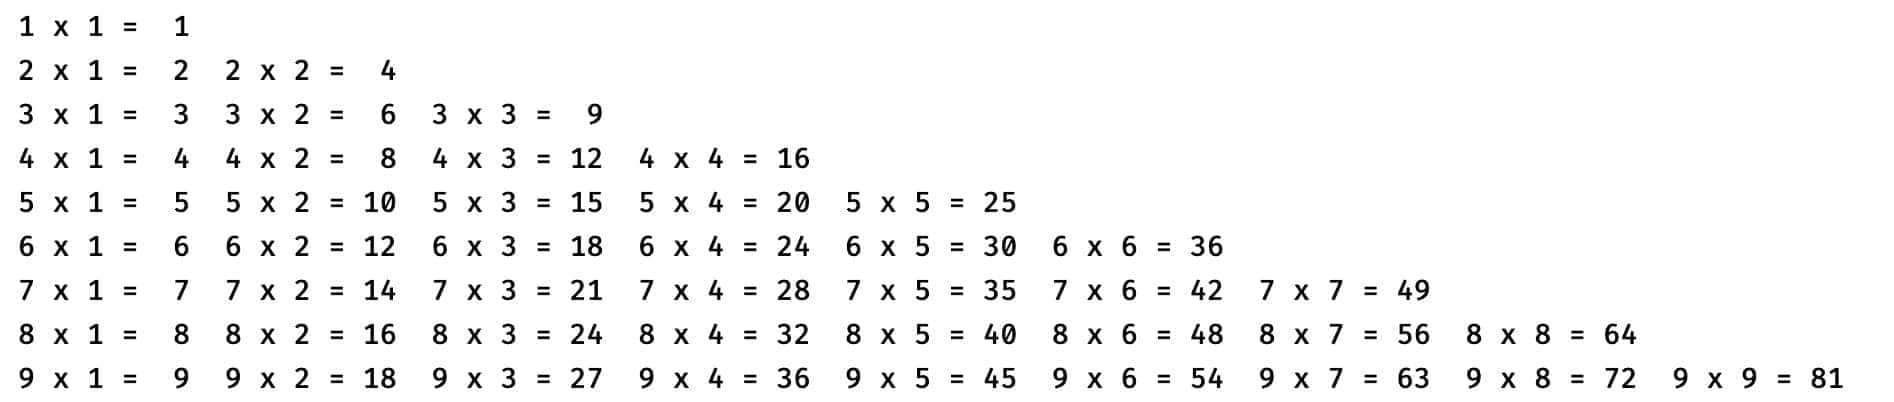 1 x 1 =  1
2 x 1 =  2  2 x 2 =  4
3 x 1 =  3  3 x 2 =  6  3 x 3 =  9
4 x 1 =  4  4 x 2 =  8  4 x 3 = 12  4 x 4 = 16
5 x 1 =  5  5 x 2 = 10  5 x 3 = 15  5 x 4 = 20  5 x 5 = 25
6 x 1 =  6  6 x 2 = 12  6 x 3 = 18  6 x 4 = 24  6 x 5 = 30  6 x 6 = 36
7 x 1 =  7  7 x 2 = 14  7 x 3 = 21  7 x 4 = 28  7 x 5 = 35  7 x 6 = 42  7 x 7 = 49
8 x 1 =  8  8 x 2 = 16  8 x 3 = 24  8 x 4 = 32  8 x 5 = 40  8 x 6 = 48  8 x 7 = 56  8 x 8 = 64
9 x 1 =  9  9 x 2 = 18  9 x 3 = 27  9 x 4 = 36  9 x 5 = 45  9 x 6 = 54  9 x 7 = 63  9 x 8 = 72  9 x 9 = 81